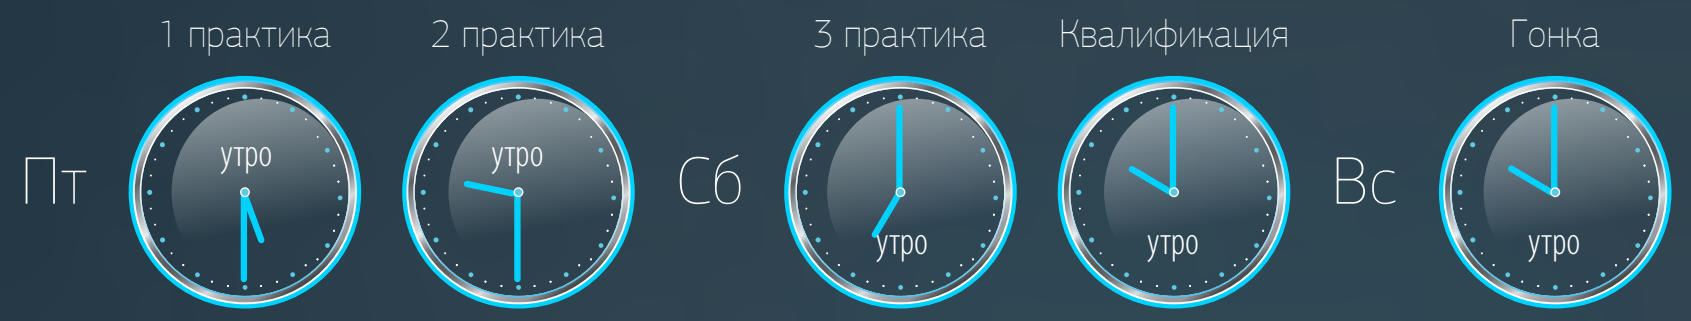 1 практика
2 практика
3 практика
Квалификация
Гонка
Пт
утро
утро
Сб
утро
утро
Вс
утро